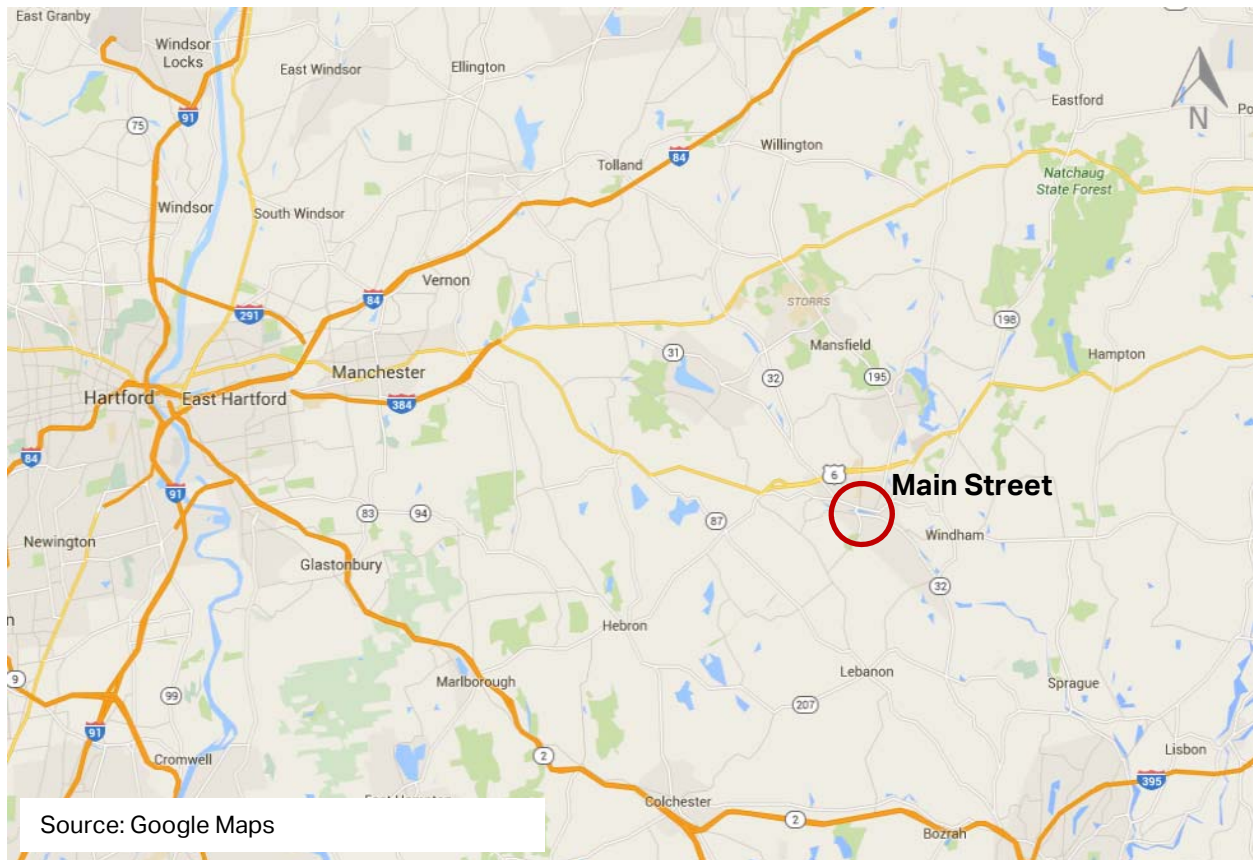 East Granby
Windsor
Locks
East Windsor
Ellington
91
75
Eastford
Po
N
84
Willington
Tolland
Natchaug
State Forest
Windsor
South Windsor
Vernon
84
291
STORRS
198
Mansfield
31
Hampton
Manchester
32
195
Hartford
East Hartford
384
84
6
Main Street
91
83
94
87
Windham
Newington
Glastonbury
32
n
Hebron
Lebanon
9
Marlborough
Sprague
99
207
91
Lisbon
Cromwell
2
395
Colchester
2
Bozrah
Source: Google Maps